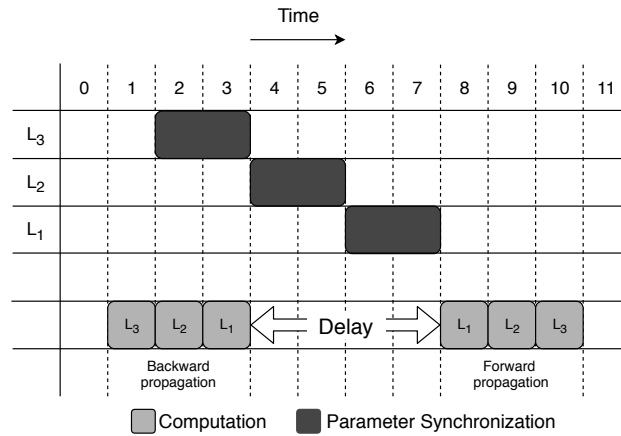 Time
0 1 2 3 4 5 6 7 8 9 10 11
L3
L2
L1
L3 L2 L1 Delay L1 L2 L3
Backward propagation
Forward propagation
Computation Parameter Synchronization